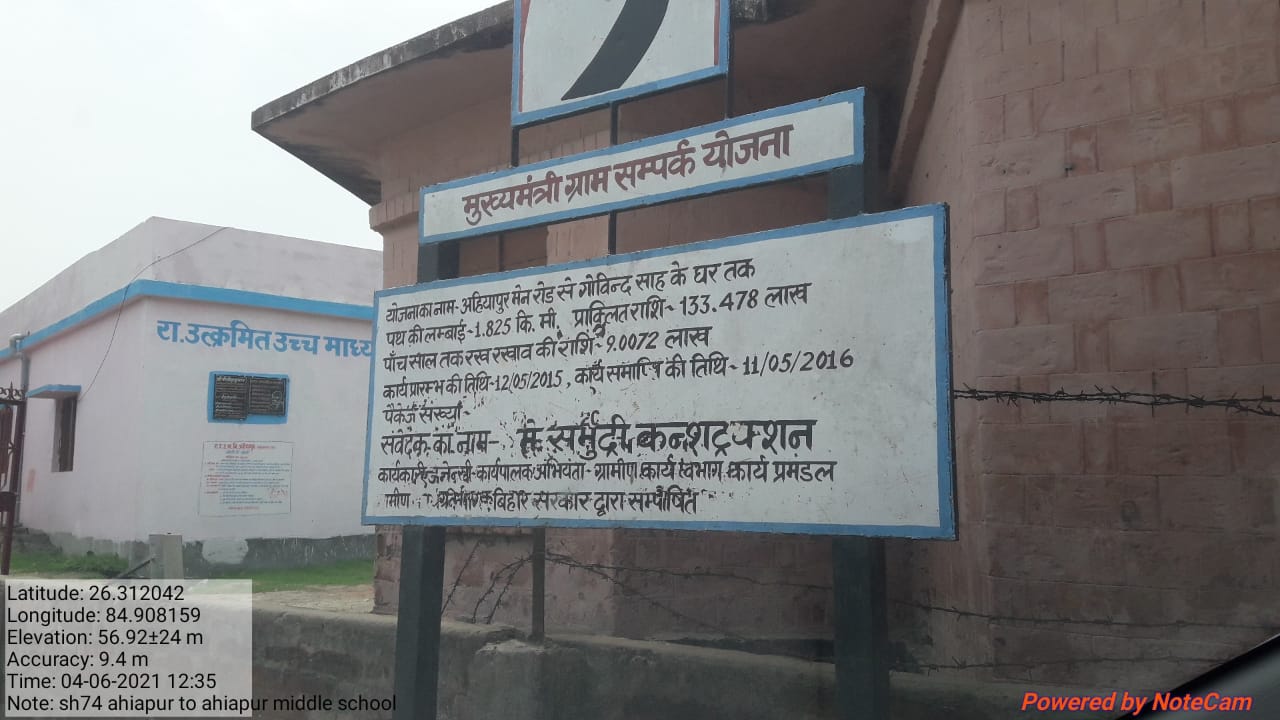 मुख्यमंत्री ग्राम सम्पर्क योजना
योजना का नाम- अहियापुर मेन रोड से गोविन्द साह के घर तक
पथ की लम्बाई-1.825 कि. मी. प्राक्लित राशि- 133.478 लाख
पाँच साल तक रख रखाव की राशि- 9.0072 लाख
कार्य प्रारम्भ की तिथि-12/05/2015, कार्य समाप्ति की तिथि- 11/05/2016
पैकेज संख्या-
संवेदक का नाम- मे. समुंद्री कन्शट्रक्शन
कार्यपालक अभियंता- ग्रामीण कार्य विभाग कार्य प्रमंडल
बिहार सरकार द्वारा सम्पोषित
रा. उत्क्रमित उच्च माध्य
Latitude: 26.312042
Longitude: 84.908159
Elevation: 56.92±24 m
Accuracy: 9.4 m
Time: 04-06-2021 12:35
Note: sh74 ahiapur to ahiapur middle school
Powered by NoteCam